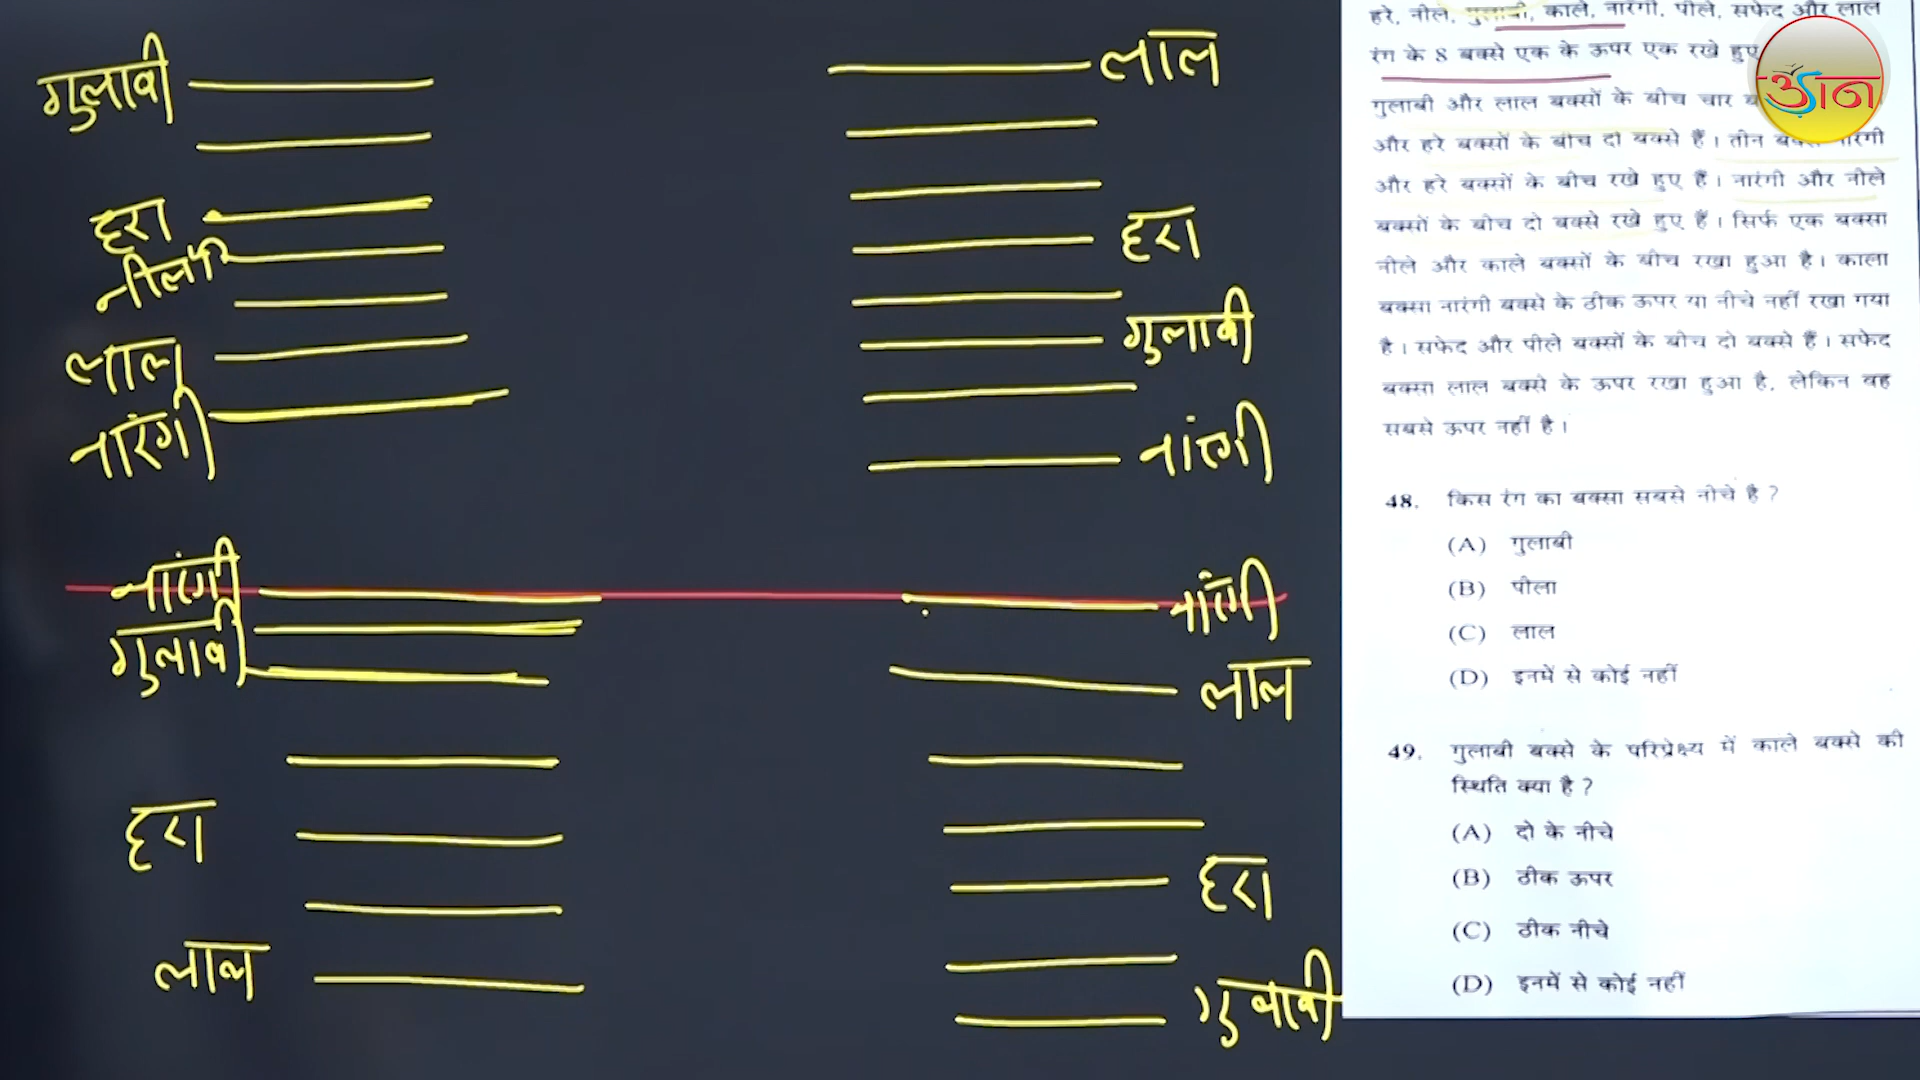 गुलाबी
हरा
नीला
लाल
नारंगी
लाल
हरा
गुलाबी
नारंगी
नारंगी
गुलाबी
हरा
लाल
नारंगी
लाल
हरा
गुलाबी
हरे, नीले, गुलाबी, काले, नारंगी, पीले, सफेद और लाल
रंग के 8 बक्से एक के ऊपर एक रखे हुए
गुलाबी और लाल बक्सों के बीच चार
और हरे बक्सों के बीच दो बक्से हैं। तीन
और हरे बक्सों के बीच रखे हुए हैं। नारंगी और नीले
बक्सों के बीच दो बक्से रखे हुए हैं। सिर्फ एक बक्सा
नीले और काले बक्सों के बीच रखा हुआ है। काला
बक्सा नारंगी बक्से के ठीक ऊपर या नीचे नहीं रखा गया
है। सफेद और पीले बक्सों के बीच दो बक्से हैं। सफेद
बक्सा लाल बक्से के ऊपर रखा हुआ है, लेकिन वह
सबसे ऊपर नहीं है।
48. किस रंग का बक्सा सबसे नीचे है ?
(A) गुलाबी
(B) पीला
(C) लाल
(D) इनमें से कोई नहीं
49. गुलाबी बक्से के परिप्रेक्ष्य में काले बक्से की
स्थिति क्या है ?
(A) दो के नीचे
(B) ठीक ऊपर
(C) ठीक नीचे
(D) इनमें से कोई नहीं
उड़ान